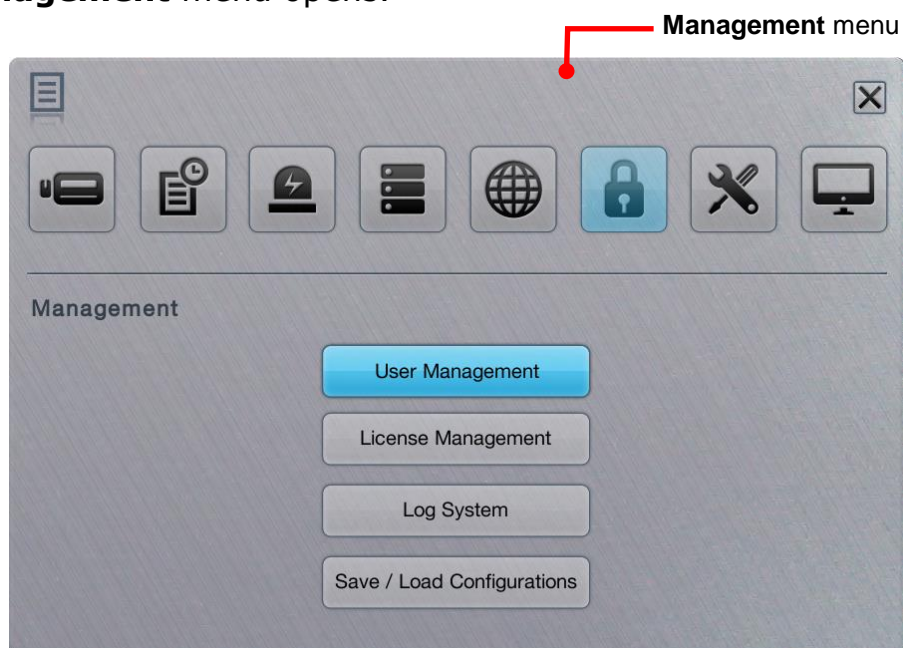 Management menu
Management
User Management
License Management
Log System
Save / Load Configurations